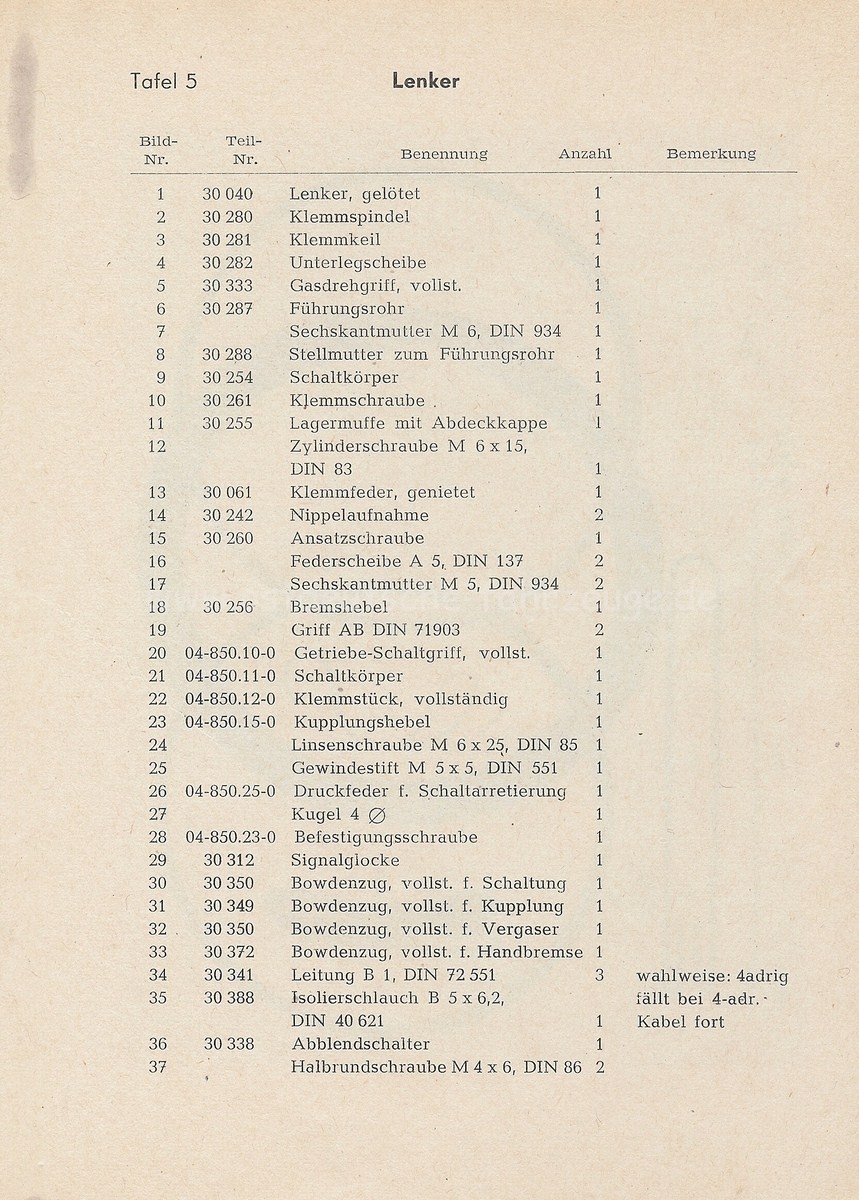 Tafel 5 Lenker
Bild- Teil-
Nr. Nr. Benennung Anzahl Bemerkung
1 30 040 Lenker, gelötet 1
2 30 280 Klemmspindel 1
3 30 281 Klemmkeil 1
4 30 282 Unterlegscheibe 1
5 30 333 Gasdrehgriff, vollst. 1
6 30 287 Führungsrohr 1
7 Sechskantmutter M 6, DIN 934 1
8 30 288 Stellmutter zum Führungsrohr 1
9 30 254 Schaltkörper 1
10 30 261 Klemmschraube 1
11 30 255 Lagermuffe mit Abdeckkappe 1
12 Zylinderschraube M 6 x 15,
DIN 83 1
13 30 061 Klemmfeder, genietet 1
14 30 242 Nippelaufnahme 2
15 30 260 Ansatzschraube 1
16 Federscheibe A 5, DIN 137 2
17 Sechskantmutter M 5, DIN 934 2
18 30 256 Bremshebel 1
19 Griff AB DIN 71903 2
20 04-850.10-0 Getriebe-Schaltgriff, vollst. 1
21 04-850.11-0 Schaltkörper 1
22 04-850.12-0 Klemmstück, vollständig 1
23 04-850.15-0 Kupplungshebel 1
24 Linsenschraube M 6 x 25, DIN 85 1
25 Gewindestift M 5 x 5, DIN 551 1
26 04-850.25-0 Druckfeder f. Schaltarretierung 1
27 Kugel 4 ∅ 1
28 04-850.23-0 Befestigungsschraube 1
29 30 312 Signalglocke 1
30 30 350 Bowdenzug, vollst. f. Schaltung 1
31 30 349 Bowdenzug, vollst. f. Kupplung 1
32 30 350 Bowdenzug, vollst. f. Vergaser 1
33 30 372 Bowdenzug, vollst. f. Handbremse 1
34 30 341 Leitung B 1, DIN 72 551 3 wahlweise: 4adrig
35 30 388 Isolierschlauch B 5 x 6,2, fällt bei 4-adr.
DIN 40 621 1 Kabel fort
36 30 338 Abblendschalter 1
37 Halbrundschraube M 4 x 6, DIN 86 2